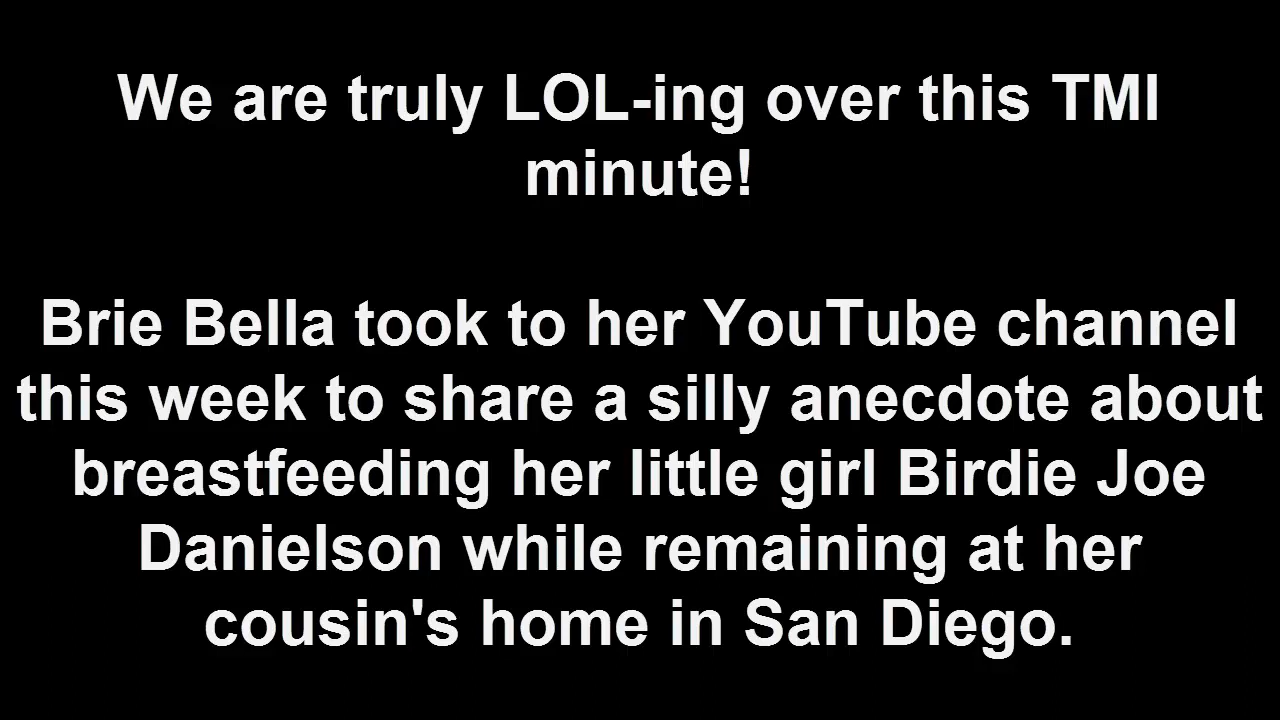 We are truly LOL-ing over this TMI
minute!
Brie Bella took to her YouTube channel
this week to share a silly anecdote about
breastfeeding her little girl Birdie Joe
Danielson while remaining at her
cousin's home in San Diego.